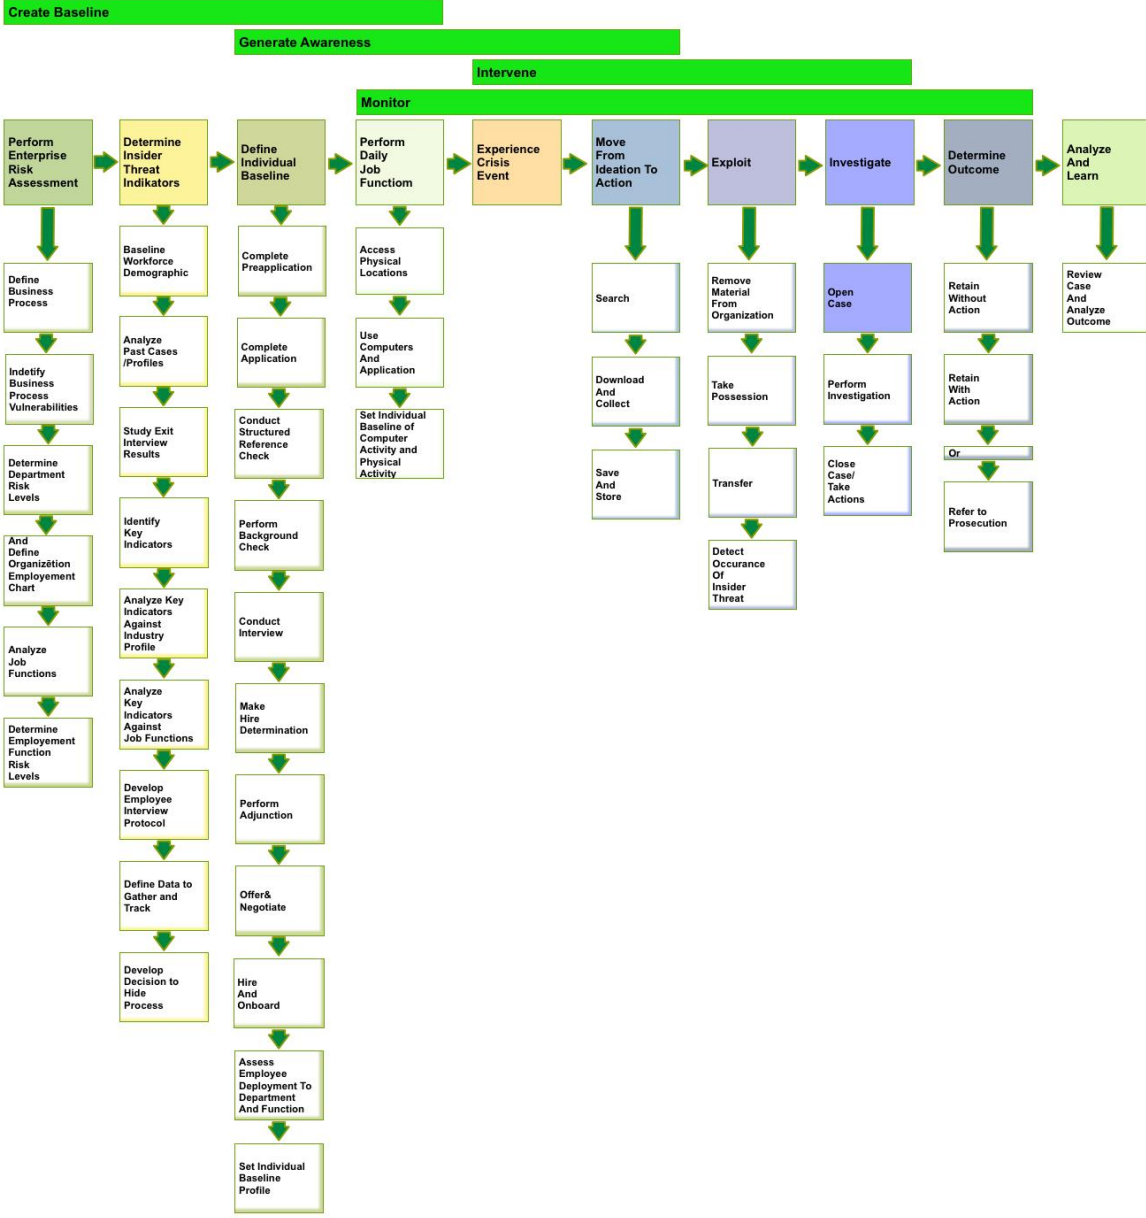 Create Baseline
Generate Awareness
Intervene
Monitor
Perform
Enterprise
Risk
Assessment
Determine
Insider
Threat
Indikators
Define
Individual
Baseline
Perform
Daily
Job
Functiom
Experience
Crisis
Event
Move
From
Ideation To
Action
Exploit
Investigate
Determine
Outcome
Analyze
And
Learn
Define
Business
Process
Indetify
Business
Process
Vulnerabilities
Determine
Department
Risk
Levels
And
Define
Organizētion
Employement
Chart
Analyze
Job
Functions
Determine
Employement
Function
Risk
Levels
Baseline
Workforce
Demographic
Analyze
Past Cases
/Profiles
Study Exit
Interview
Results
Identify
Key
Indicators
Analyze Key
Indicators
Against
Industry
Profile
Analyze
Key
Indicators
Against
Job Functions
Develop
Employee
Interview
Protocol
Define Data to
Gather and
Track
Develop
Decision to
Hide
Process
Complete
Preapplication
Complete
Application
Conduct
Structured
Reference
Check
Perform
Background
Check
Conduct
Interview
Make
Hire
Determination
Perform
Adjunction
Offer&
Negotiate
Hire
And
Onboard
Assess
Employee
Deployment To
Department
And Function
Set Individual
Baseline
Profile
Access
Physical
Locations
Use
Computers
And
Application
Set Individual
Baseline of
Computer
Activity and
Physical
Activity
Search
Download
And
Collect
Save
And
Store
Remove
Material
From
Organization
Take
Possession
Transfer
Detect
Occurance
Of
Insider
Threat
Open
Case
Perform
Investigation
Close
Case/
Take
Actions
Retain
Without
Action
Retain
With
Action
Or
Refer to
Prosecution
Review
Case
And
Analyze
Outcome